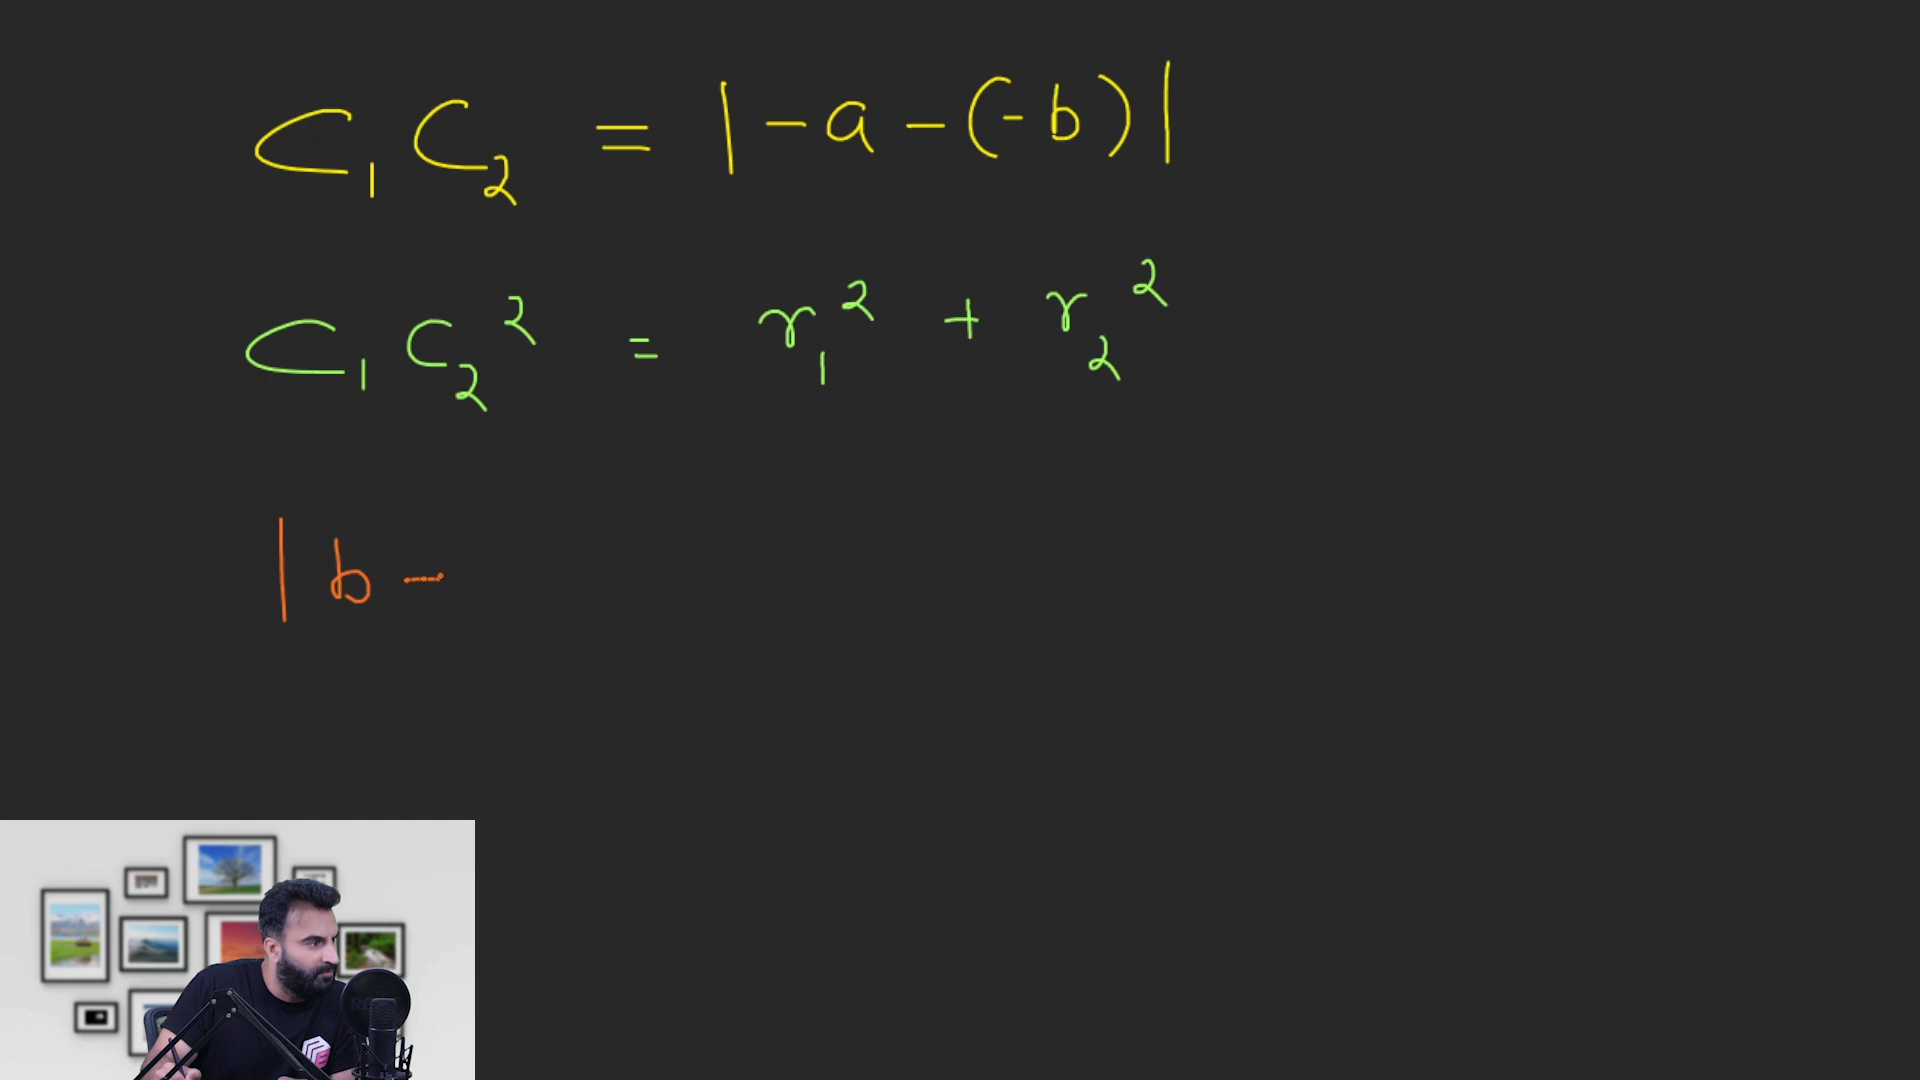 C₁C₂ = |-a-(-b)|
C₁C₂² = r₁² + r₂²
|b-